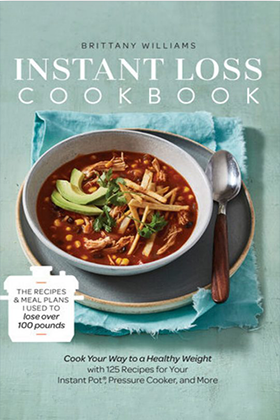 BRITTANY WILLIAMS
INSTANT LOSS
COOKBOOK
THE RECIPES
& MEAL PLANS
I USED TO
lose over
100 pounds
Cook Your Way to a Healthy Weight
with 125 Recipes for Your
Instant Pot®, Pressure Cooker, and More